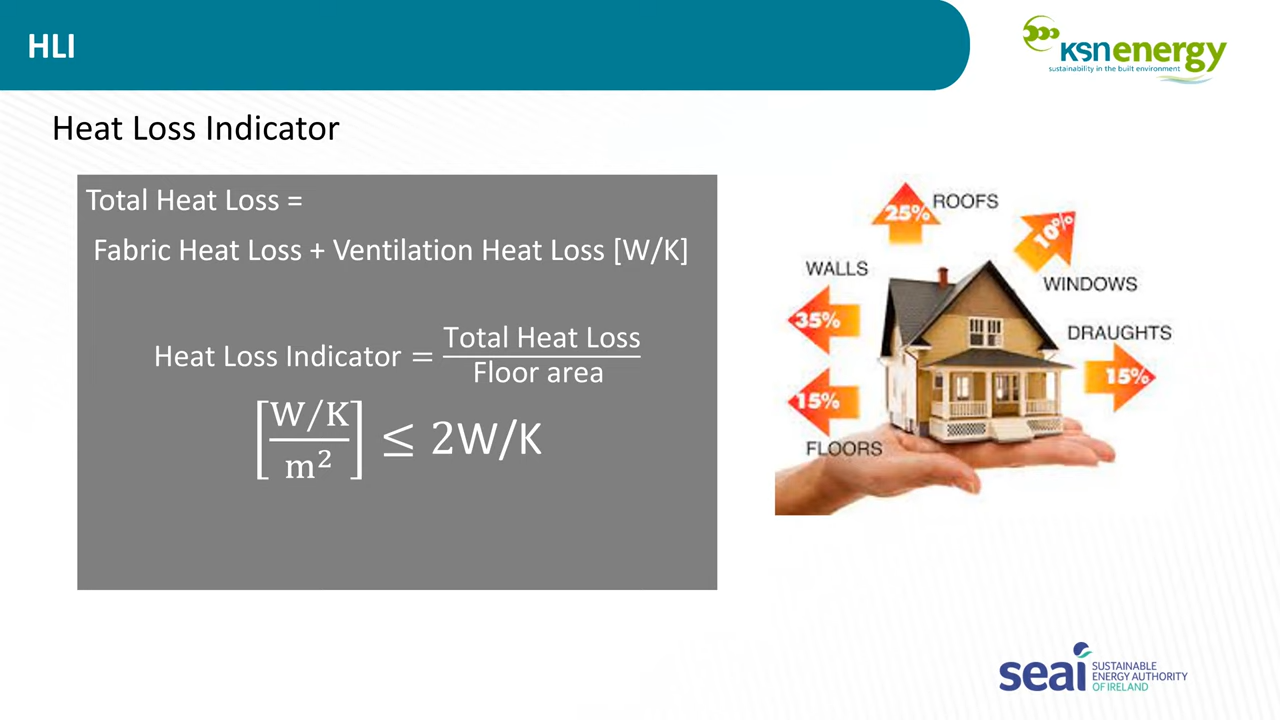 HLI
KSNenergy
sustainability in the built environment
Heat Loss Indicator
Total Heat Loss =
Fabric Heat Loss + Ventilation Heat Loss [W/K]
Heat Loss Indicator = Total Heat Loss / Floor area
[W/K / m²] ≤ 2W/K
25% ROOFS
10%
WINDOWS
WALLS
35%
DRAUGHTS
15%
15%
FLOORS
seai SUSTAINABLE
ENERGY AUTHORITY
OF IRELAND